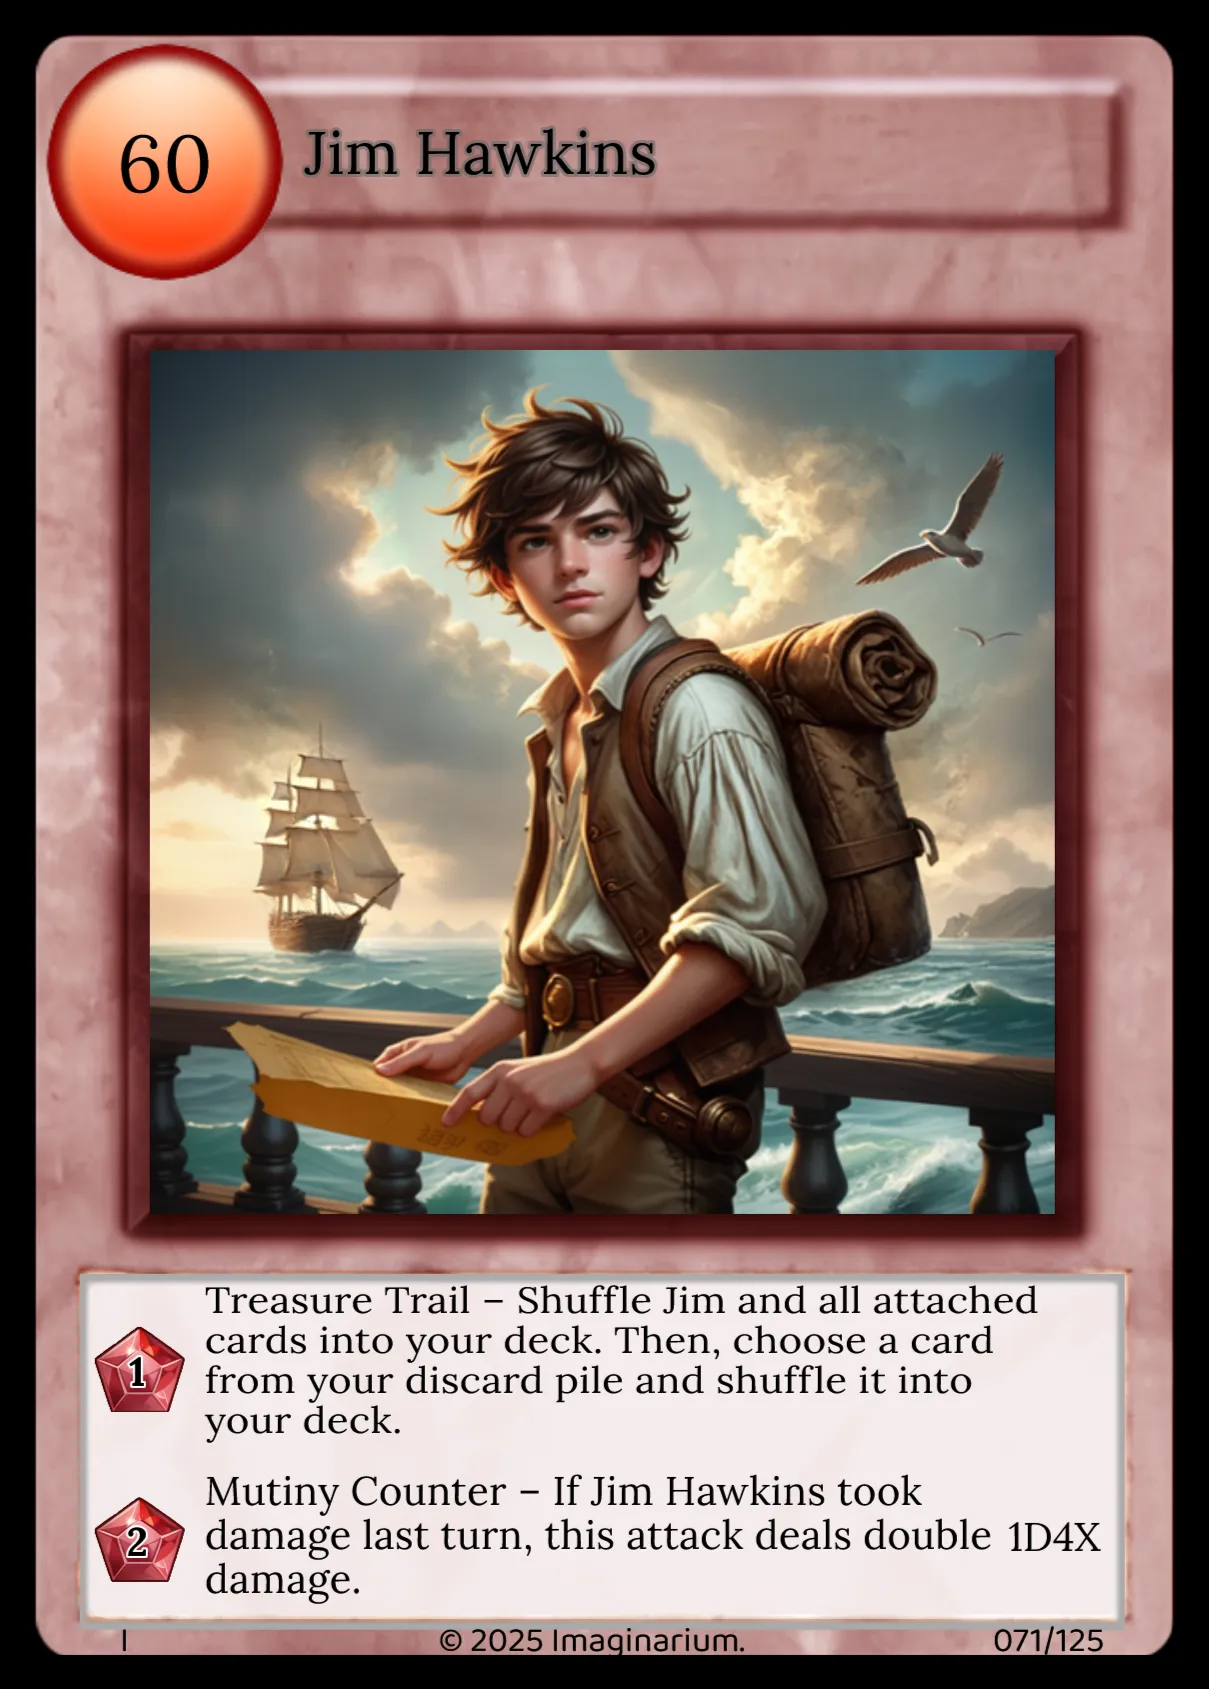 60
Jim Hawkins
Treasure Trail – Shuffle Jim and all attached
cards into your deck. Then, choose a card
from your discard pile and shuffle it into
your deck.
1
Mutiny Counter – If Jim Hawkins took
damage last turn, this attack deals double 1D4X
damage.
2
I © 2025 Imaginarium. 071/125